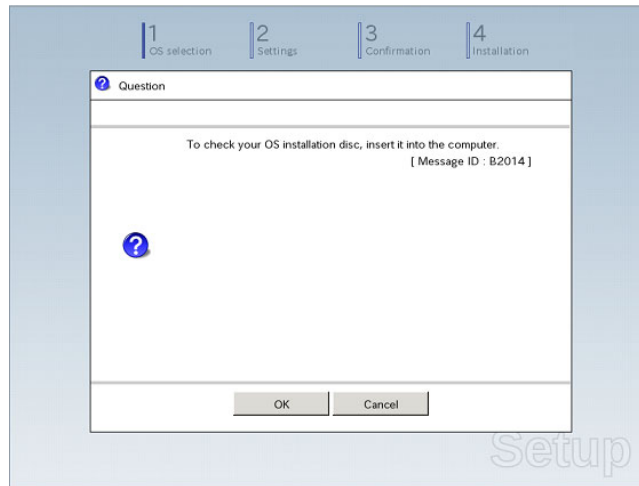 1
OS selection
2
Settings
3
Confirmation
4
Installation
Question
To check your OS installation disc, insert it into the computer.
[ Message ID : B2014 ]
OK
Cancel
Setup